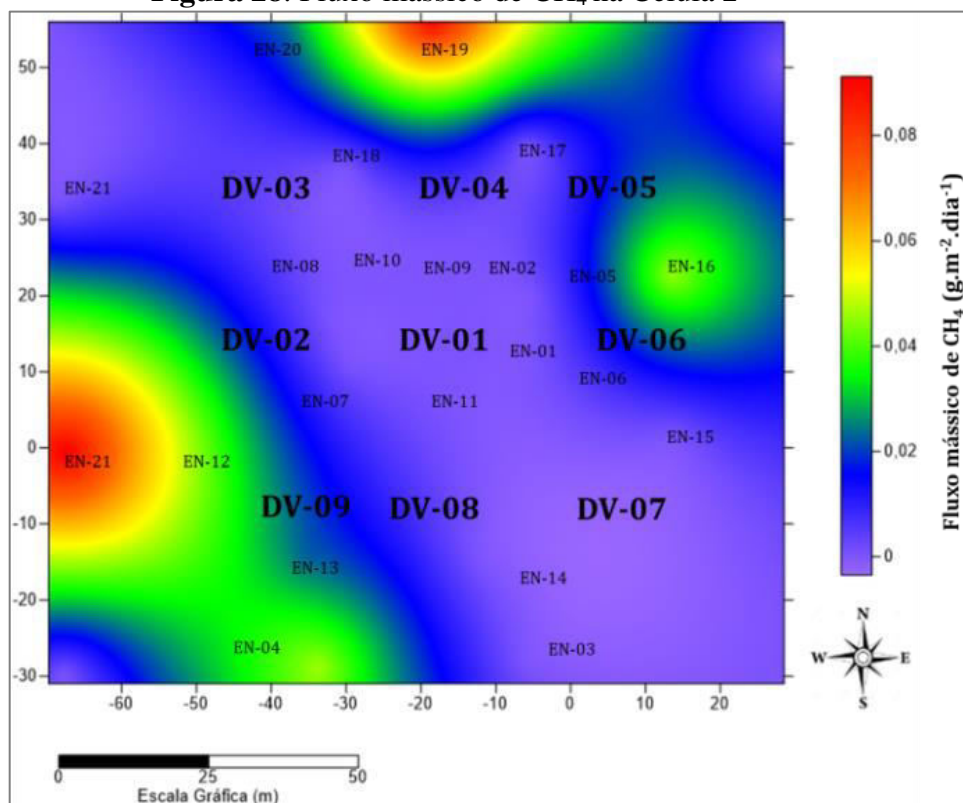 Figura 28: Fluxo mássico de CH₄ na Célula 2
EN-20
EN-19
50
0,08
40
EN-18
EN-17
EN-21
DV-03
DV-04
DV-05
30
EN-08
EN-10
EN-09
EN-02
EN-05
EN-16
0,06
20
DV-02
DV-01
DV-06
EN-01
0,04
10
EN-07
EN-11
EN-06
EN-15
0
EN-21
EN-12
0,02
-10
DV-09
DV-08
DV-07
EN-13
EN-14
0
-20
EN-04
EN-03
-30
-60
-50
-40
-30
-20
-10
0
10
20
Fluxo mássico de CH₄ (g.m⁻².dia⁻¹)
N
W
E
S
0
25
50
Escala Gráfica (m)